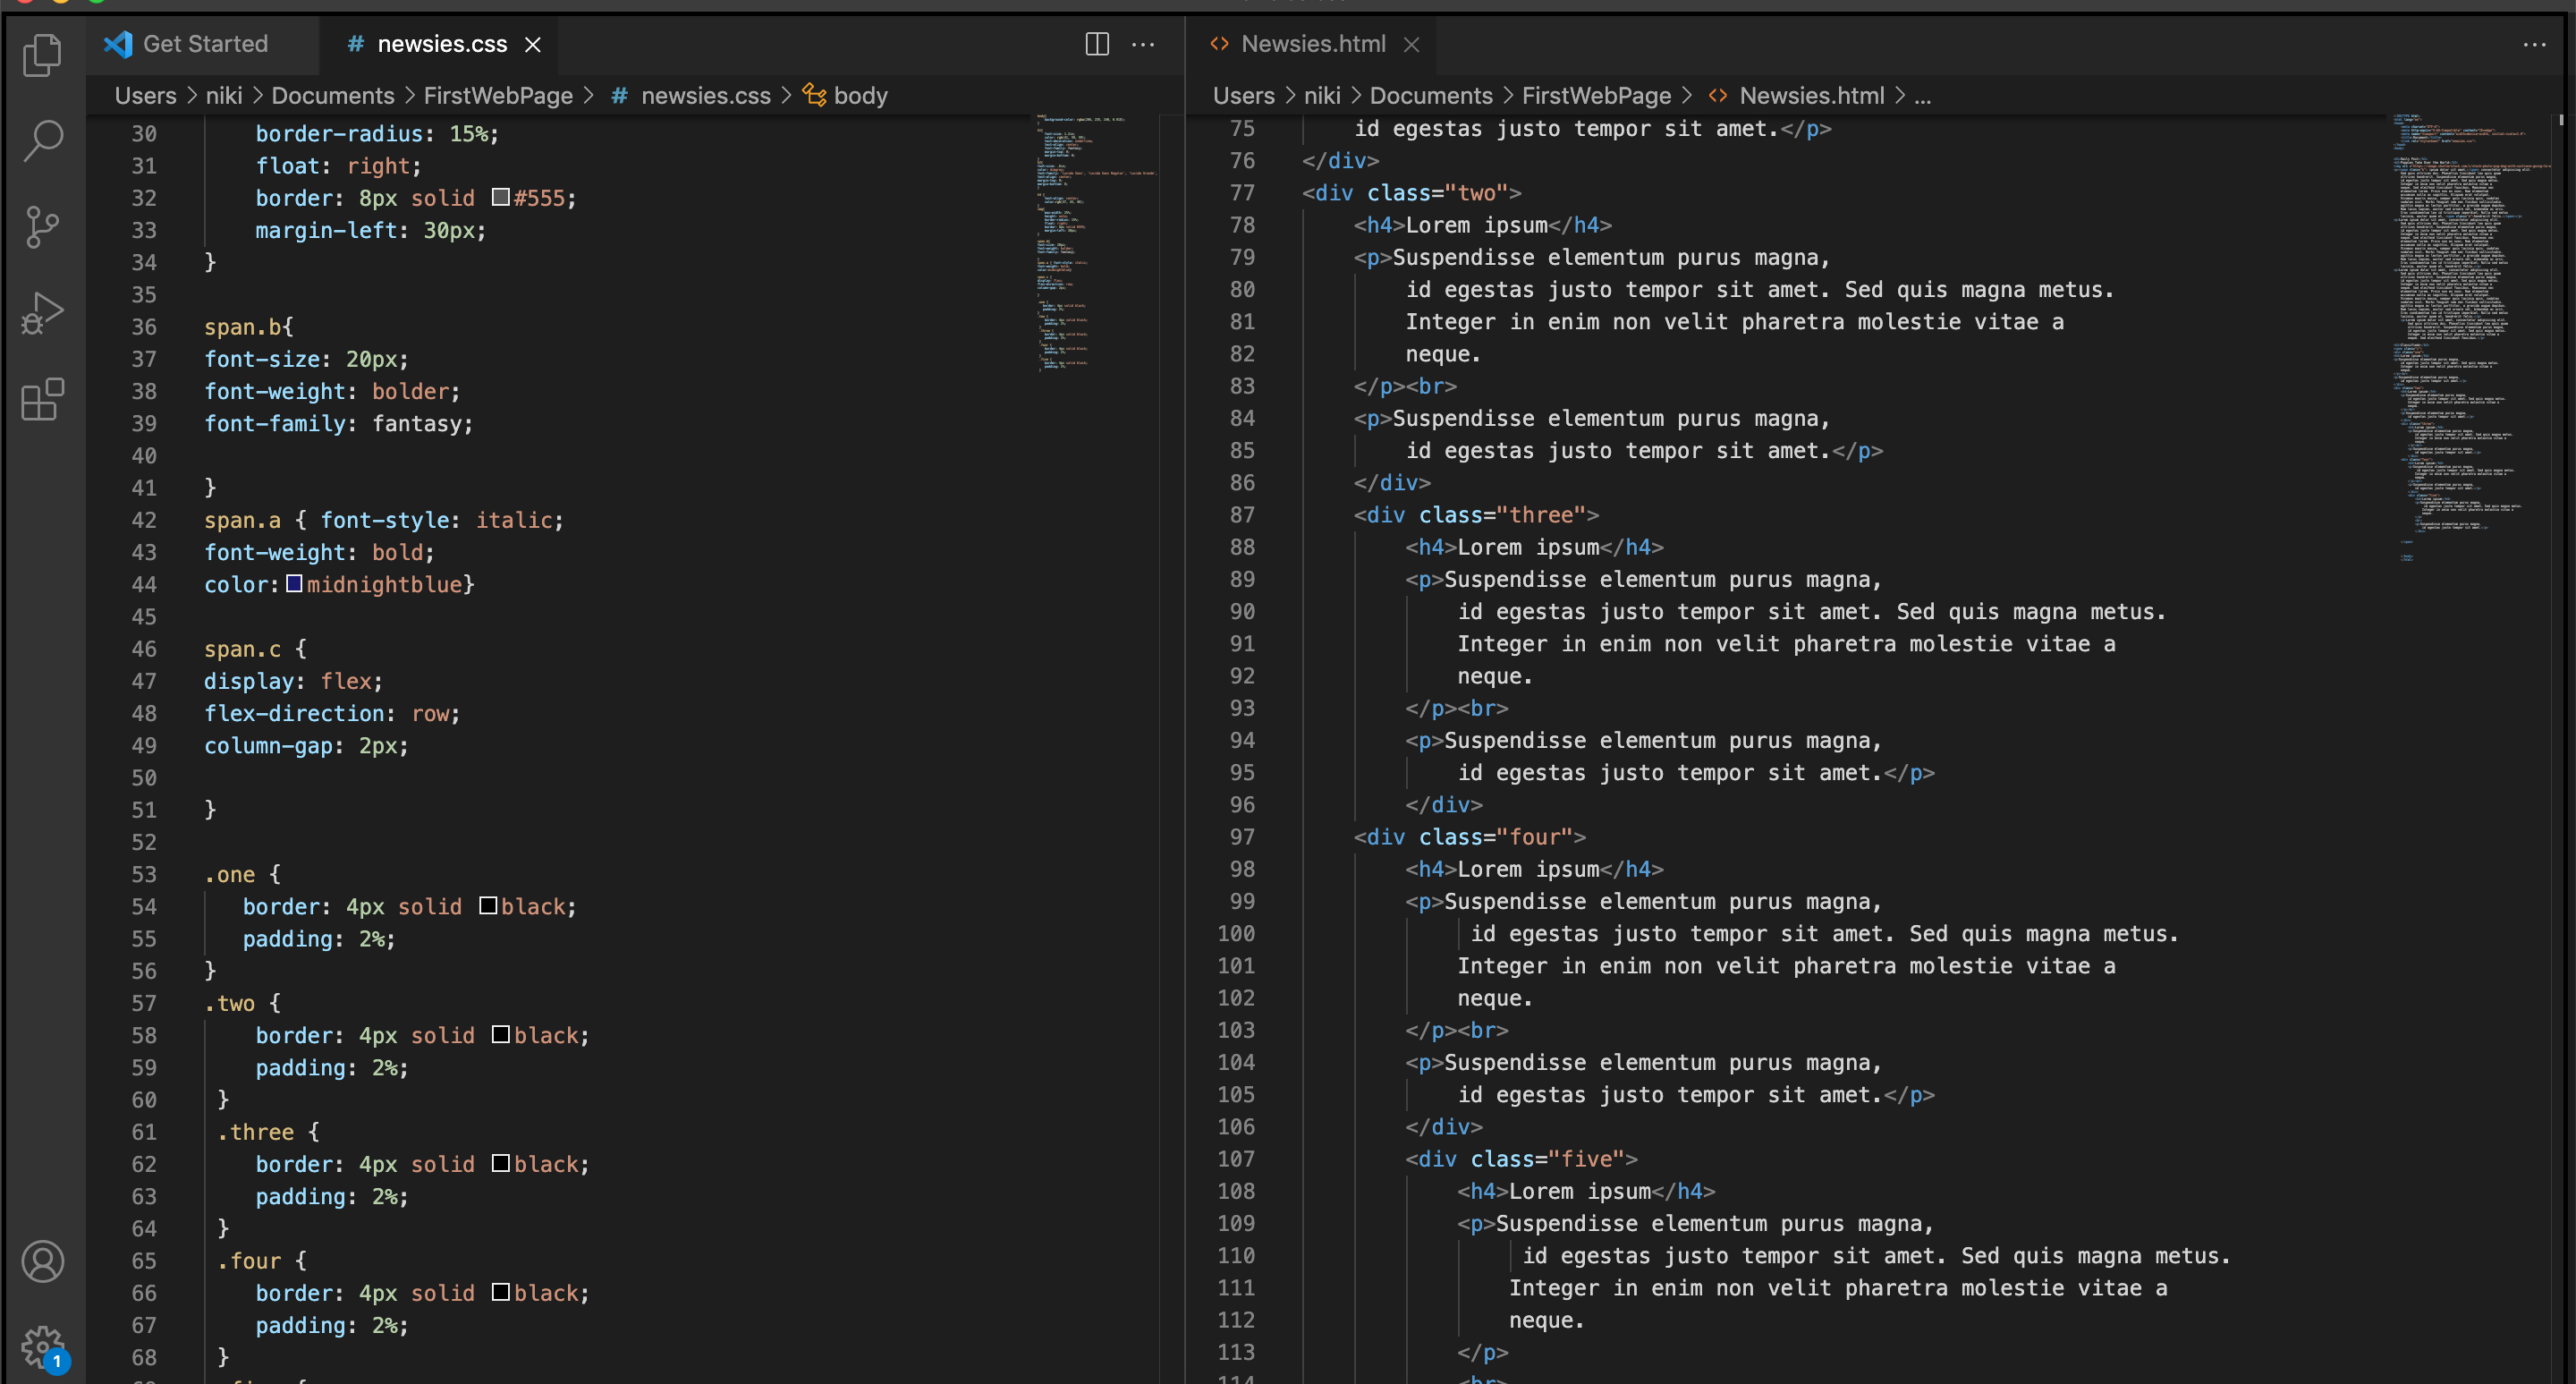 Get Started
# newsies.css
Users > niki > Documents > FirstWebPage > # newsies.css > body
30 border-radius: 15%;
31 float: right;
32 border: 8px solid #555;
33 margin-left: 30px;
34 }
35
36 span.b{
37 font-size: 20px;
38 font-weight: bolder;
39 font-family: fantasy;
40
41 }
42 span.a { font-style: italic;
43 font-weight: bold;
44 color: midnightblue}
45
46 span.c {
47 display: flex;
48 flex-direction: row;
49 column-gap: 2px;
50
51 }
52
53 .one {
54 border: 4px solid black;
55 padding: 2%;
56 }
57 .two {
58 border: 4px solid black;
59 padding: 2%;
60 }
61 .three {
62 border: 4px solid black;
63 padding: 2%;
64 }
65 .four {
66 border: 4px solid black;
67 padding: 2%;
68 }
1
<> Newsies.html
Users > niki > Documents > FirstWebPage > <> Newsies.html > ...
75 id egestas justo tempor sit amet.</p>
76 </div>
77 <div class="two">
78 <h4>Lorem ipsum</h4>
79 <p>Suspendisse elementum purus magna,
80 id egestas justo tempor sit amet. Sed quis magna metus.
81 Integer in enim non velit pharetra molestie vitae a
82 neque.
83 </p><br>
84 <p>Suspendisse elementum purus magna,
85 id egestas justo tempor sit amet.</p>
86 </div>
87 <div class="three">
88 <h4>Lorem ipsum</h4>
89 <p>Suspendisse elementum purus magna,
90 id egestas justo tempor sit amet. Sed quis magna metus.
91 Integer in enim non velit pharetra molestie vitae a
92 neque.
93 </p><br>
94 <p>Suspendisse elementum purus magna,
95 id egestas justo tempor sit amet.</p>
96 </div>
97 <div class="four">
98 <h4>Lorem ipsum</h4>
99 <p>Suspendisse elementum purus magna,
100 id egestas justo tempor sit amet. Sed quis magna metus.
101 Integer in enim non velit pharetra molestie vitae a
102 neque.
103 </p><br>
104 <p>Suspendisse elementum purus magna,
105 id egestas justo tempor sit amet.</p>
106 </div>
107 <div class="five">
108 <h4>Lorem ipsum</h4>
109 <p>Suspendisse elementum purus magna,
110 id egestas justo tempor sit amet. Sed quis magna metus.
111 Integer in enim non velit pharetra molestie vitae a
112 neque.
113 </p>
114 <br>